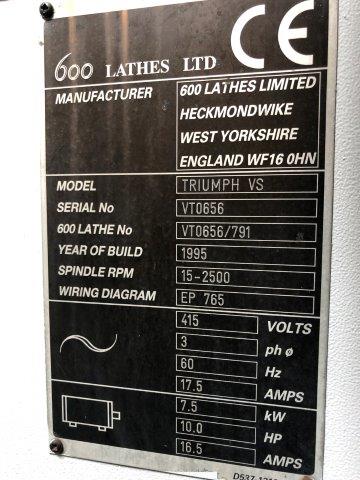 600 LATHES LTD CE
MANUFACTURER 600 LATHES LIMITED
HECKMONDWIKE
WEST YORKSHIRE
ENGLAND WF16 0HN
MODEL TRIUMPH VS
SERIAL No VT0656
600 LATHE No VT0656/791
YEAR OF BUILD 1995
SPINDLE RPM 15-2500
WIRING DIAGRAM EP 765
415 VOLTS
3 ph ø
60 Hz
17.5 AMPS
7.5 kW
10.0 HP
16.5 AMPS